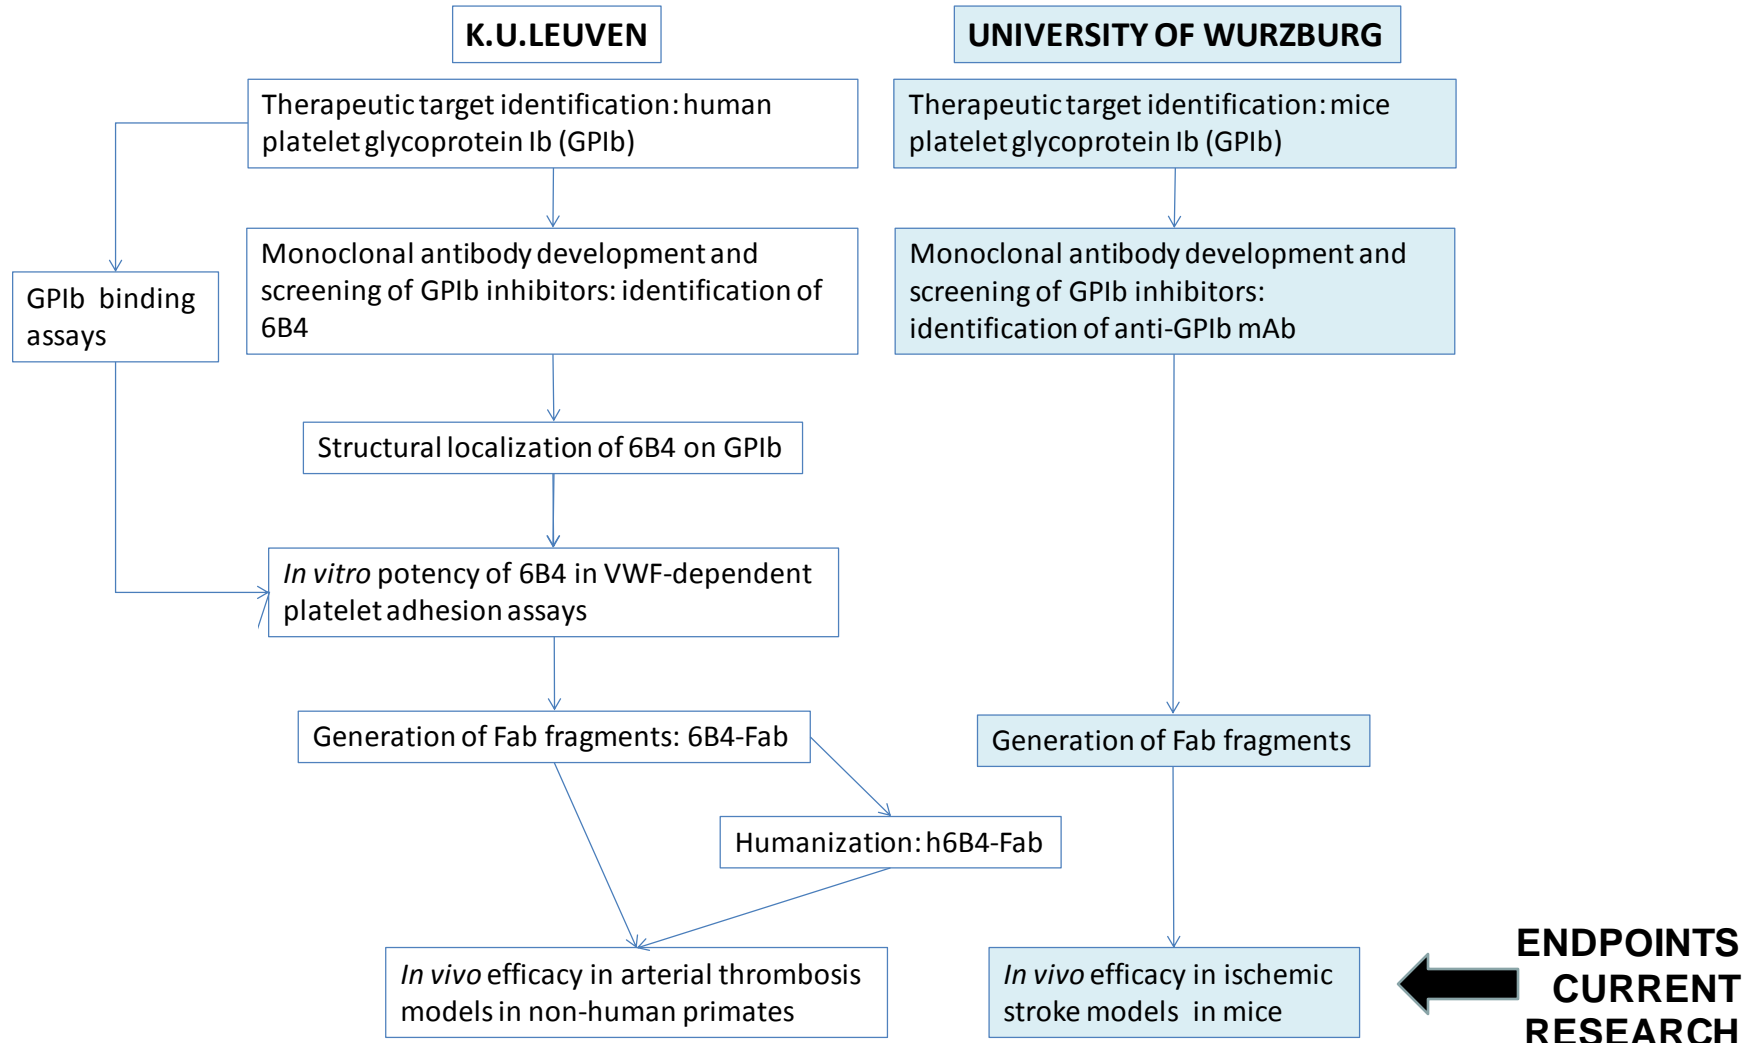 K.U.LEUVEN
UNIVERSITY OF WURZBURG
Therapeutic target identification: human
platelet glycoprotein Ib (GPIb)
Therapeutic target identification: mice
platelet glycoprotein Ib (GPIb)
GPIb binding
assays
Monoclonal antibody development and
screening of GPIb inhibitors: identification of
6B4
Monoclonal antibody development and
screening of GPIb inhibitors:
identification of anti-GPIb mAb
Structural localization of 6B4 on GPIb
In vitro potency of 6B4 in VWF-dependent
platelet adhesion assays
Generation of Fab fragments: 6B4-Fab
Generation of Fab fragments
Humanization: h6B4-Fab
In vivo efficacy in arterial thrombosis
models in non-human primates
In vivo efficacy in ischemic
stroke models in mice
ENDPOINTS
CURRENT
RESEARCH